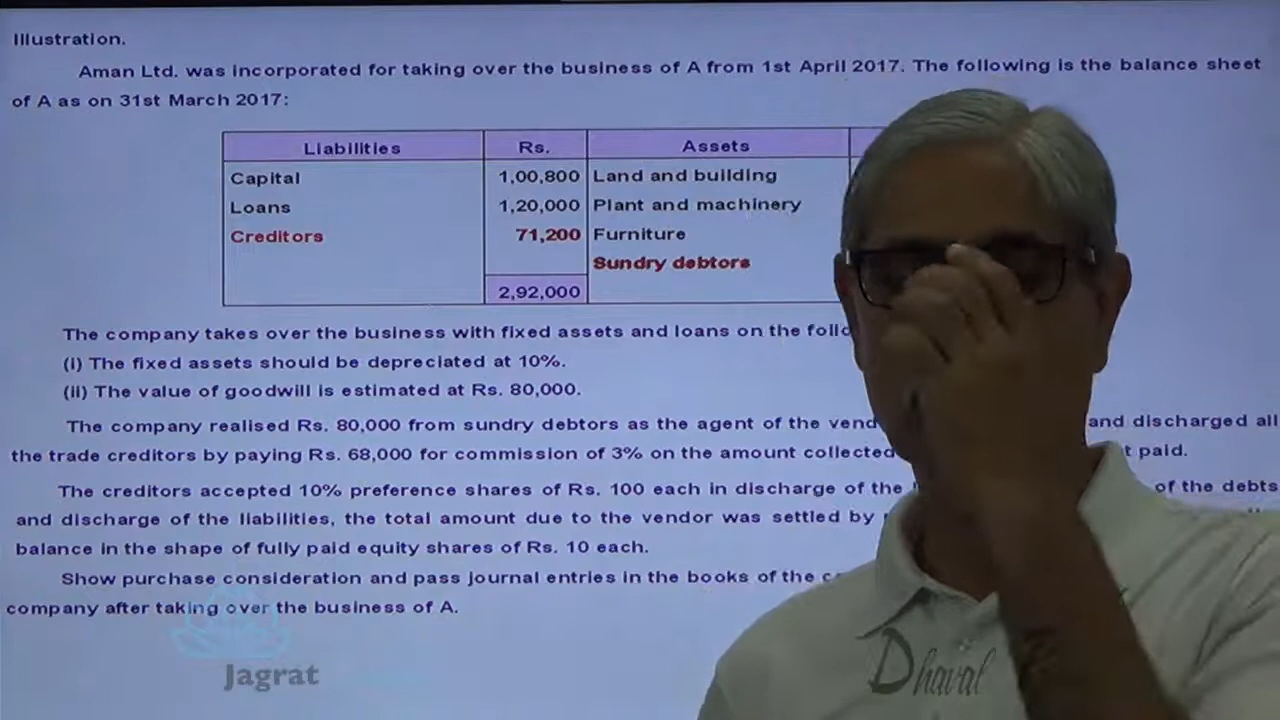 Illustration.
Aman Ltd. was incorporated for taking over the business of A from 1st April 2017. The following is the balance sheet
of A as on 31st March 2017:
Liabilities Rs. Assets
Capital 1,00,800 Land and building
Loans 1,20,000 Plant and machinery
Creditors 71,200 Furniture
Sundry debtors
2,92,000
The company takes over the business with fixed assets and loans on the
(i) The fixed assets should be depreciated at 10%.
(ii) The value of goodwill is estimated at Rs. 80,000.
The company realised Rs. 80,000 from sundry debtors as the agent of the and discharged all
the trade creditors by paying Rs. 68,000 for commission of 3% on the amount collected paid.
The creditors accepted 10% preference shares of Rs. 100 each in discharge of the of the debts
and discharge of the liabilities, the total amount due to the vendor was settled by
balance in the shape of fully paid equity shares of Rs. 10 each.
Show purchase consideration and pass journal entries in the books of the
company after taking over the business of A.
Jagrat
Dhaval